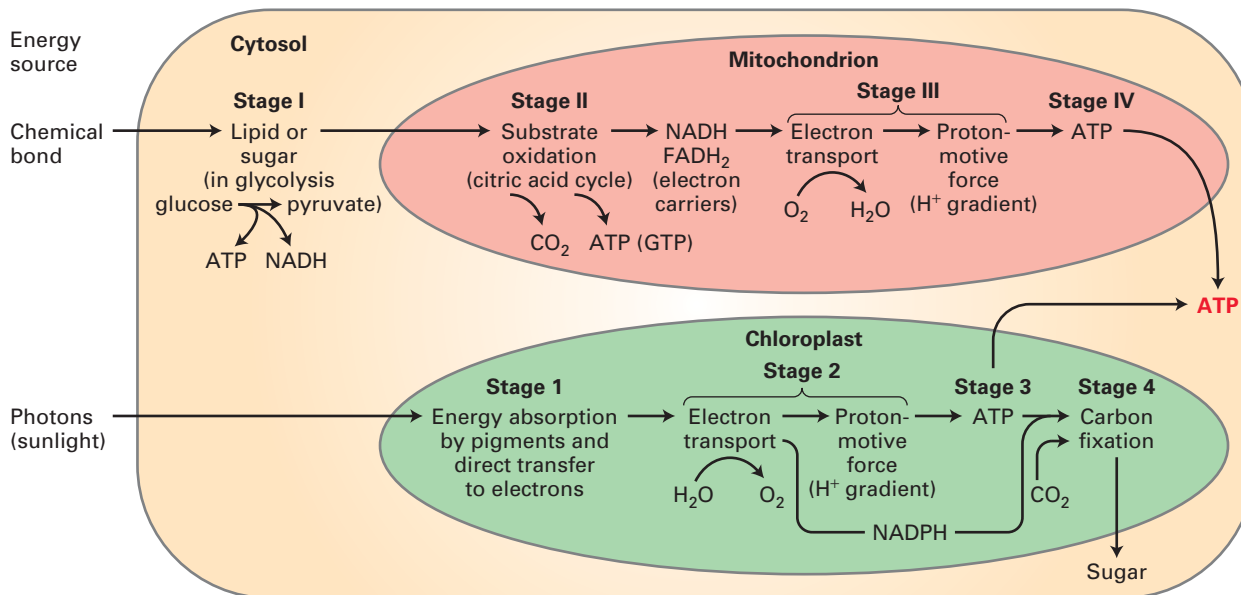 Energy
source
Cytosol
Mitochondrion
Stage I
Stage II
Stage III
Stage IV
Chemical
bond
Lipid or
sugar
(in glycolysis
glucose pyruvate)
ATP NADH
Substrate
oxidation
(citric acid cycle)
CO₂ ATP (GTP)
NADH
FADH₂
(electron
carriers)
Electron
transport
O₂ H₂O
Proton-
motive
force
(H⁺ gradient)
ATP
ATP
Chloroplast
Stage 1
Stage 2
Stage 3
Stage 4
Photons
(sunlight)
Energy absorption
by pigments and
direct transfer
to electrons
Electron
transport
H₂O O₂
Proton-
motive
force
(H⁺ gradient)
ATP
Carbon
fixation
CO₂
NADPH
Sugar